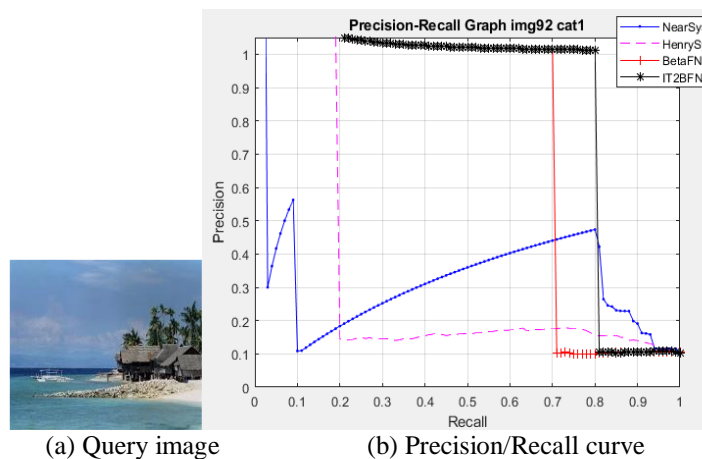 Precision-Recall Graph img92 cat1
NearSy
HenryS
BetaFN
IT2BFN
1
0.9
0.8
0.7
0.6
0.5
0.4
0.3
0.2
0.1
0
Precision
0 0.1 0.2 0.3 0.4 0.5 0.6 0.7 0.8 0.9 1
Recall
(a) Query image (b) Precision/Recall curve